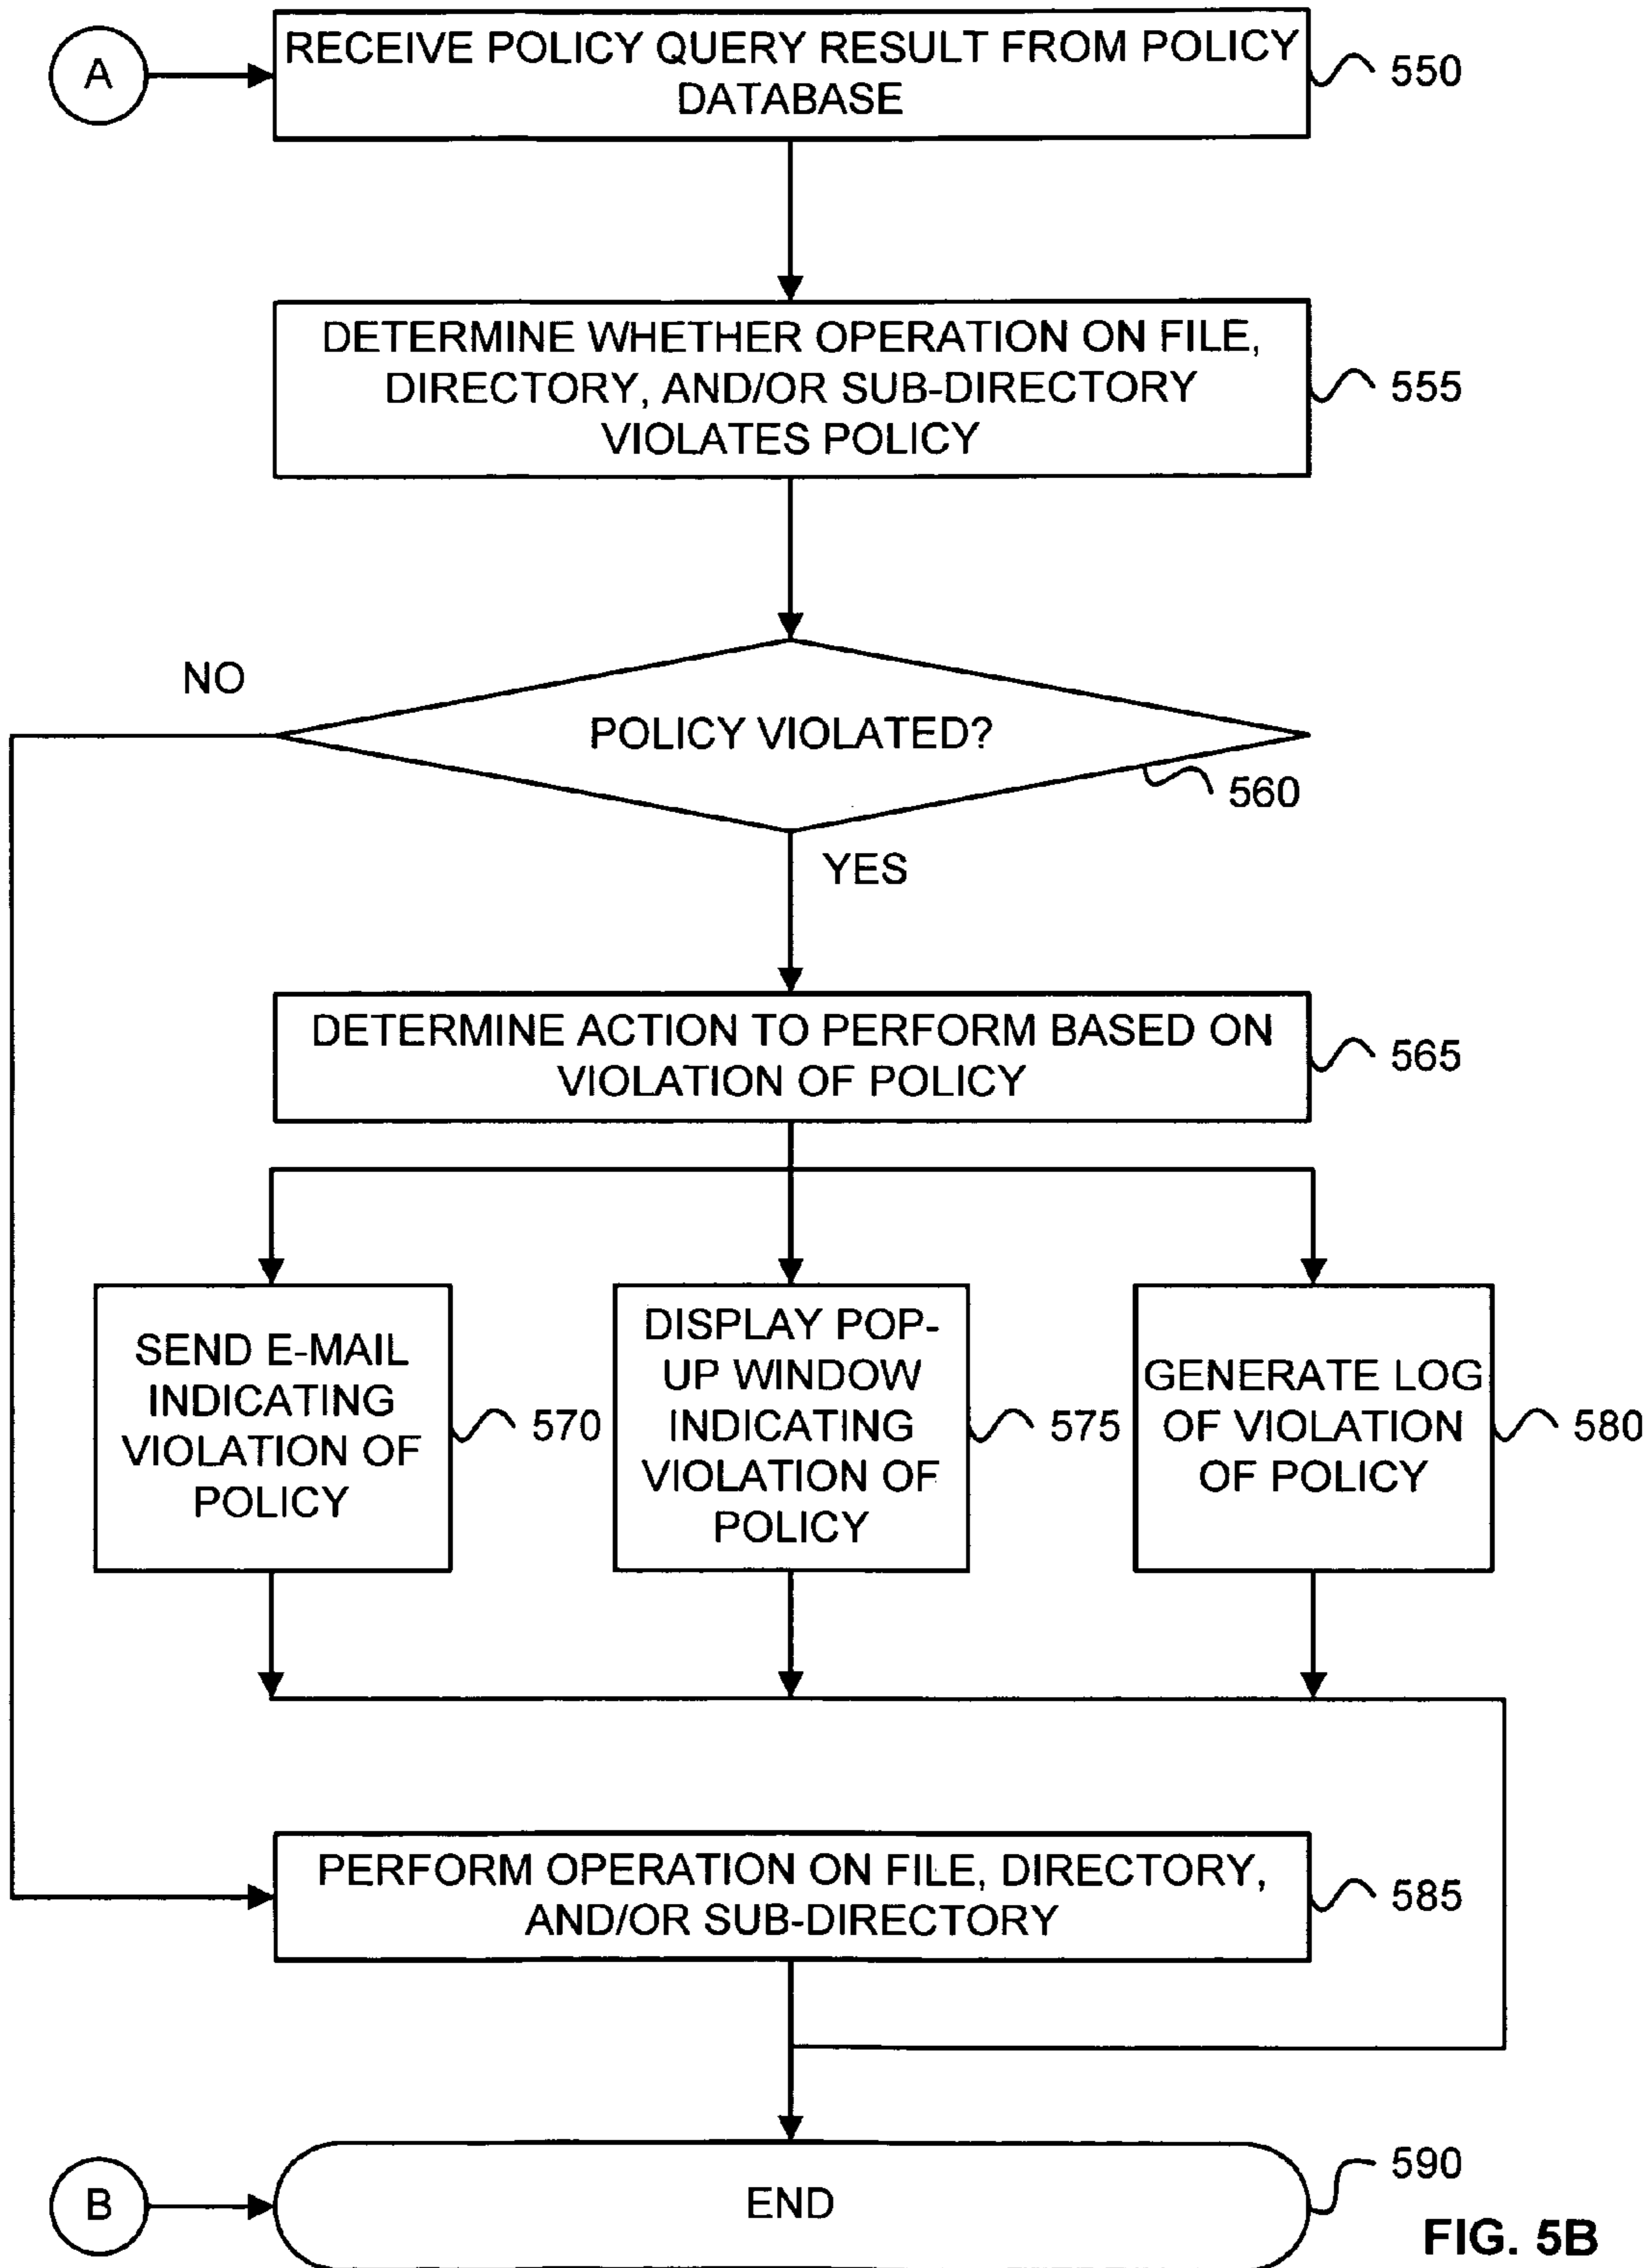 A
RECEIVE POLICY QUERY RESULT FROM POLICY
DATABASE
550
DETERMINE WHETHER OPERATION ON FILE,
DIRECTORY, AND/OR SUB-DIRECTORY
VIOLATES POLICY
555
NO
POLICY VIOLATED?
560
YES
DETERMINE ACTION TO PERFORM BASED ON
VIOLATION OF POLICY
565
SEND E-MAIL
INDICATING
VIOLATION OF
POLICY
570
DISPLAY POP-
UP WINDOW
INDICATING
VIOLATION OF
POLICY
575
GENERATE LOG
OF VIOLATION
OF POLICY
580
PERFORM OPERATION ON FILE, DIRECTORY,
AND/OR SUB-DIRECTORY
585
B
END
590
FIG. 5B